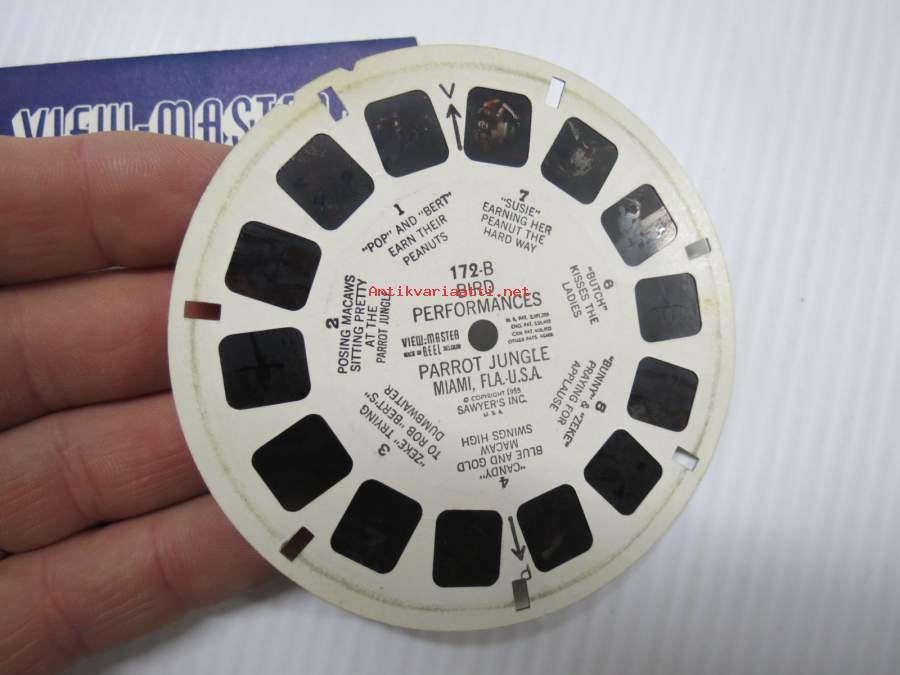 VIEW-MASTER
V
1
"POP" AND "BERT"
EARN THEIR
PEANUTS
7
"SUSIE"
EARNING HER
PEANUT THE
HARD WAY
2
POSING MACAWS
SITTING PRETTY
AT THE
PARROT JUNGLE
172-B
BIRD
PERFORMANCES
Antikvariaatti.net
VIEW-MASTER
MADE IN REEL BELGIUM
PARROT JUNGLE
MIAMI, FLA.-U.S.A.
© COPYRIGHT 1955
SAWYER'S INC.
U.S.A.
6
"BUTCH"
KISSES THE
LADIES
3
"ZEKE" TRYING
TO ROB "BERT'S"
DUMBWAITER
4
"CANDY"
BLUE AND GOLD
MACAW
SWINGS HIGH
"BUNNY" & "ZEKE"
PRAYING FOR
APPLAUSE
P